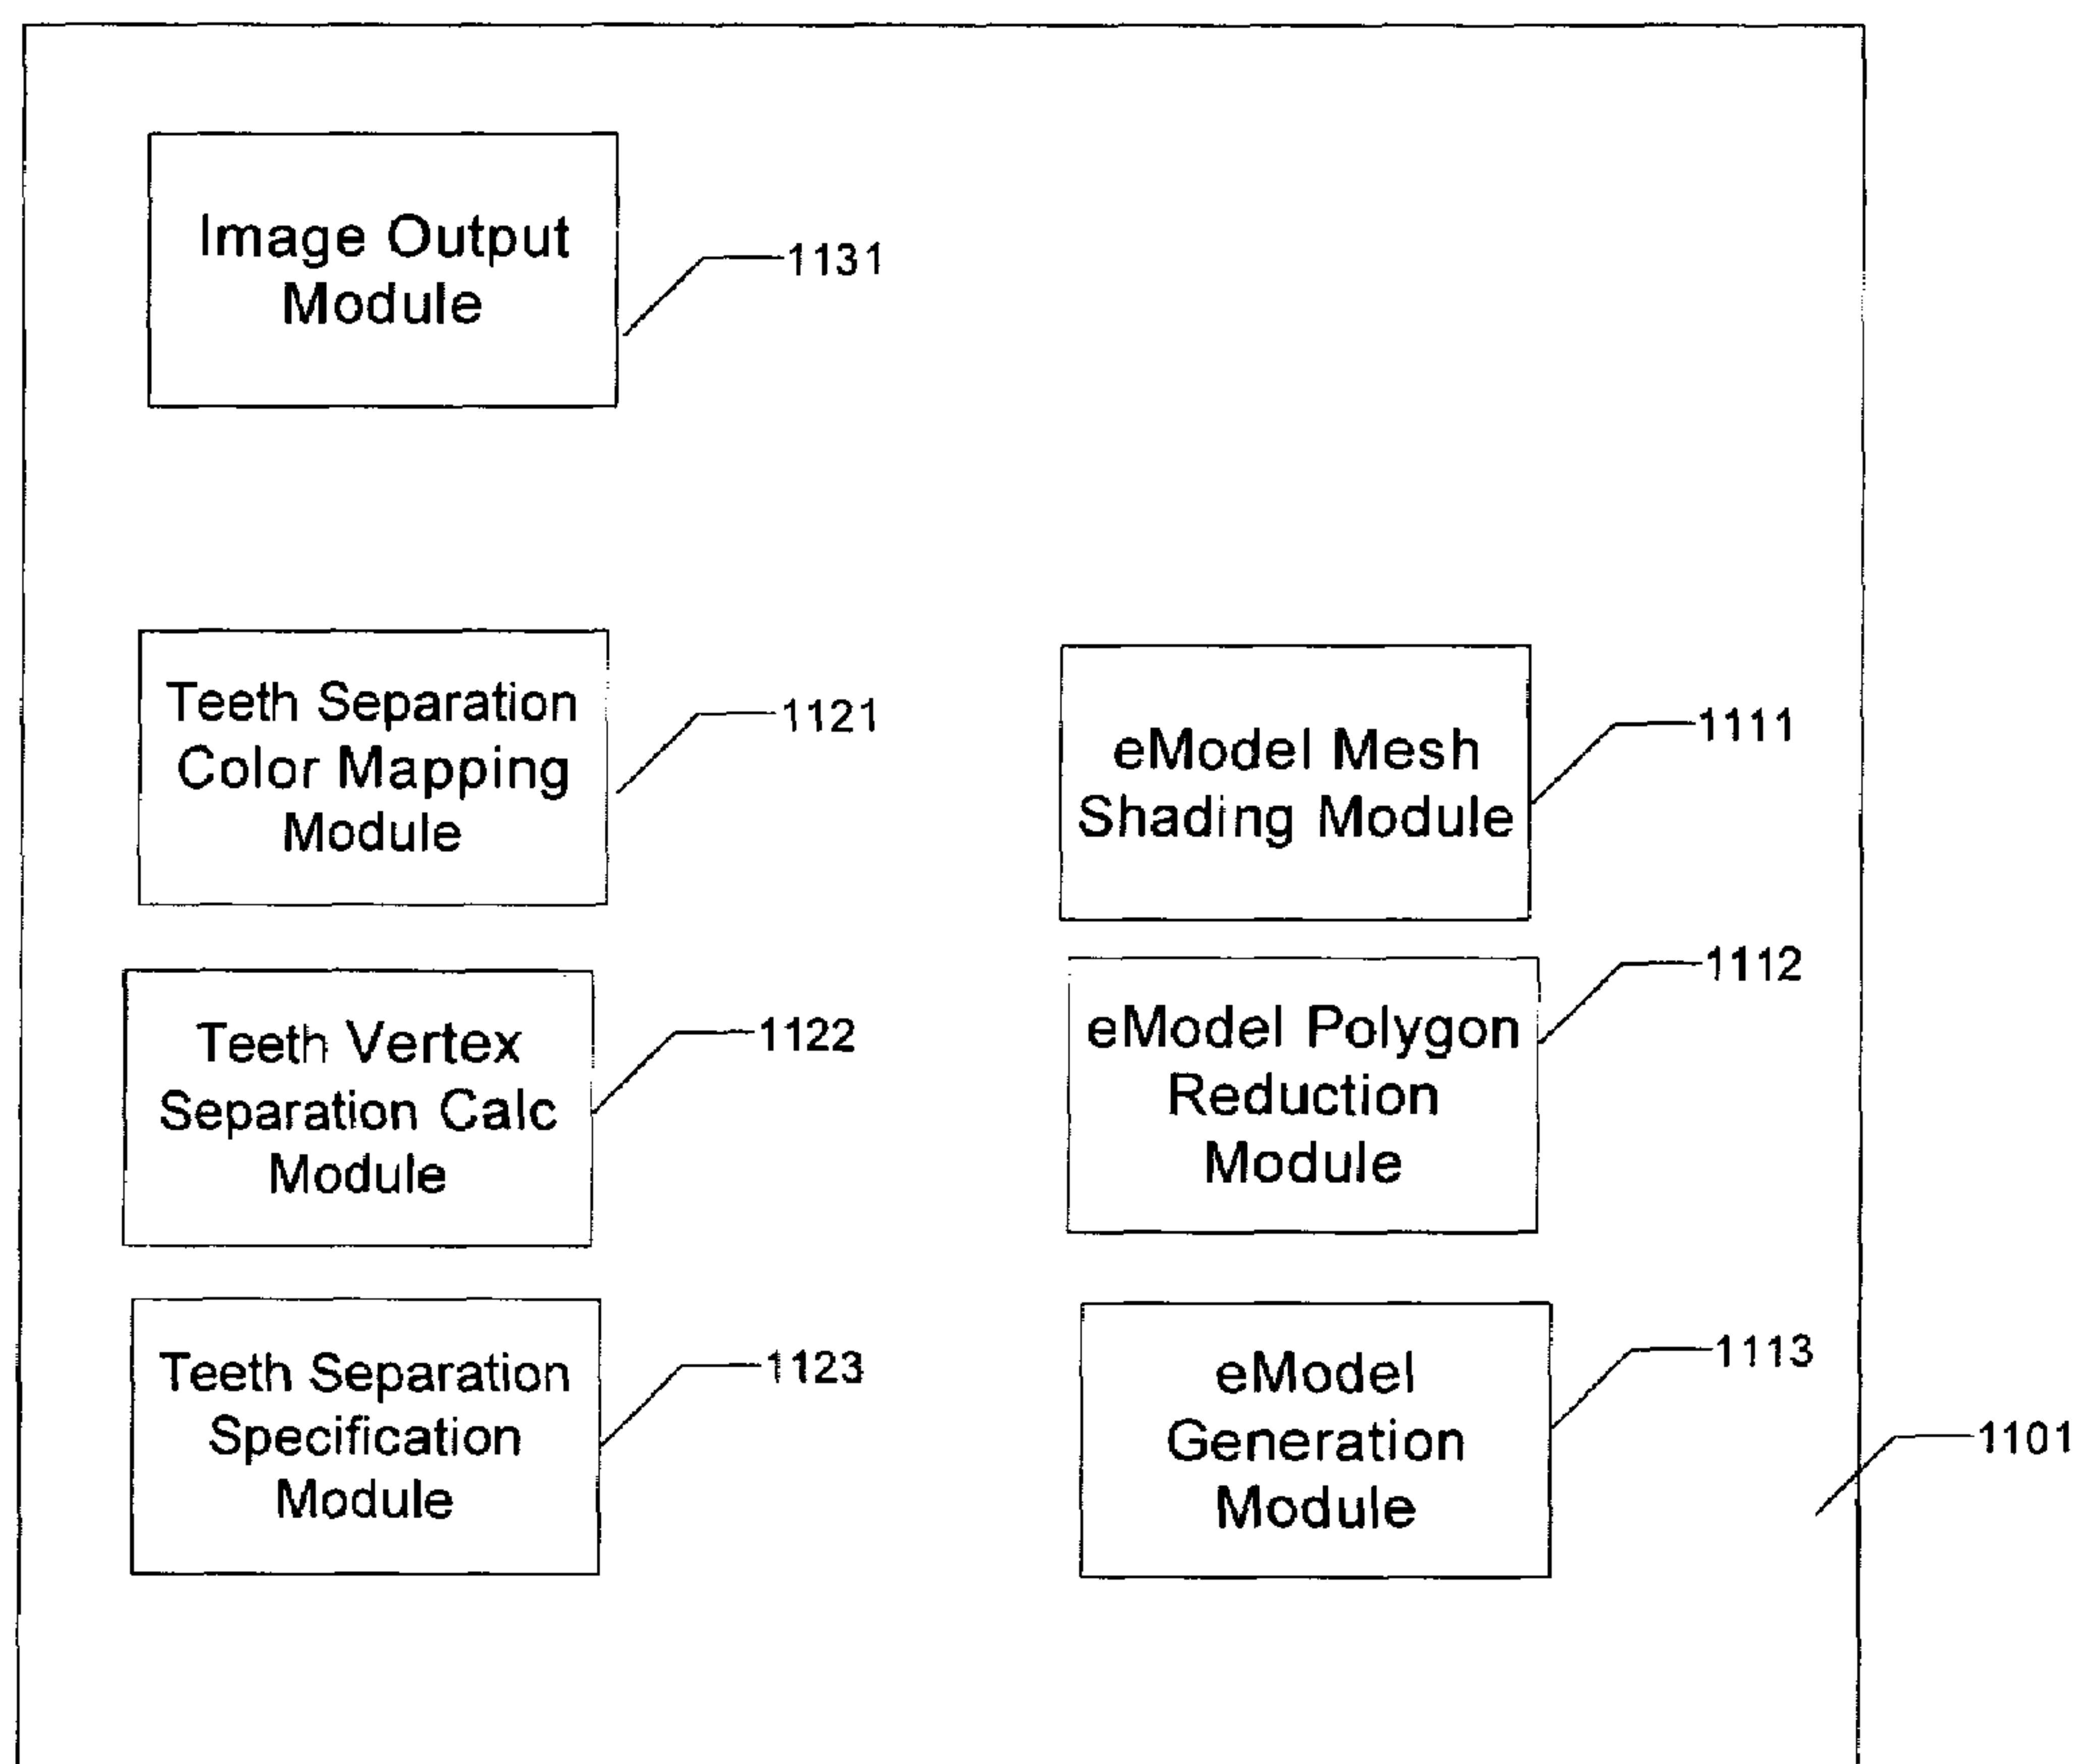 Image Output
Module
1131
Teeth Separation
Color Mapping
Module
1121
eModel Mesh
Shading Module
1111
Teeth Vertex
Separation Calc
Module
1122
eModel Polygon
Reduction
Module
1112
Teeth Separation
Specification
Module
1123
eModel
Generation
Module
1113
1101